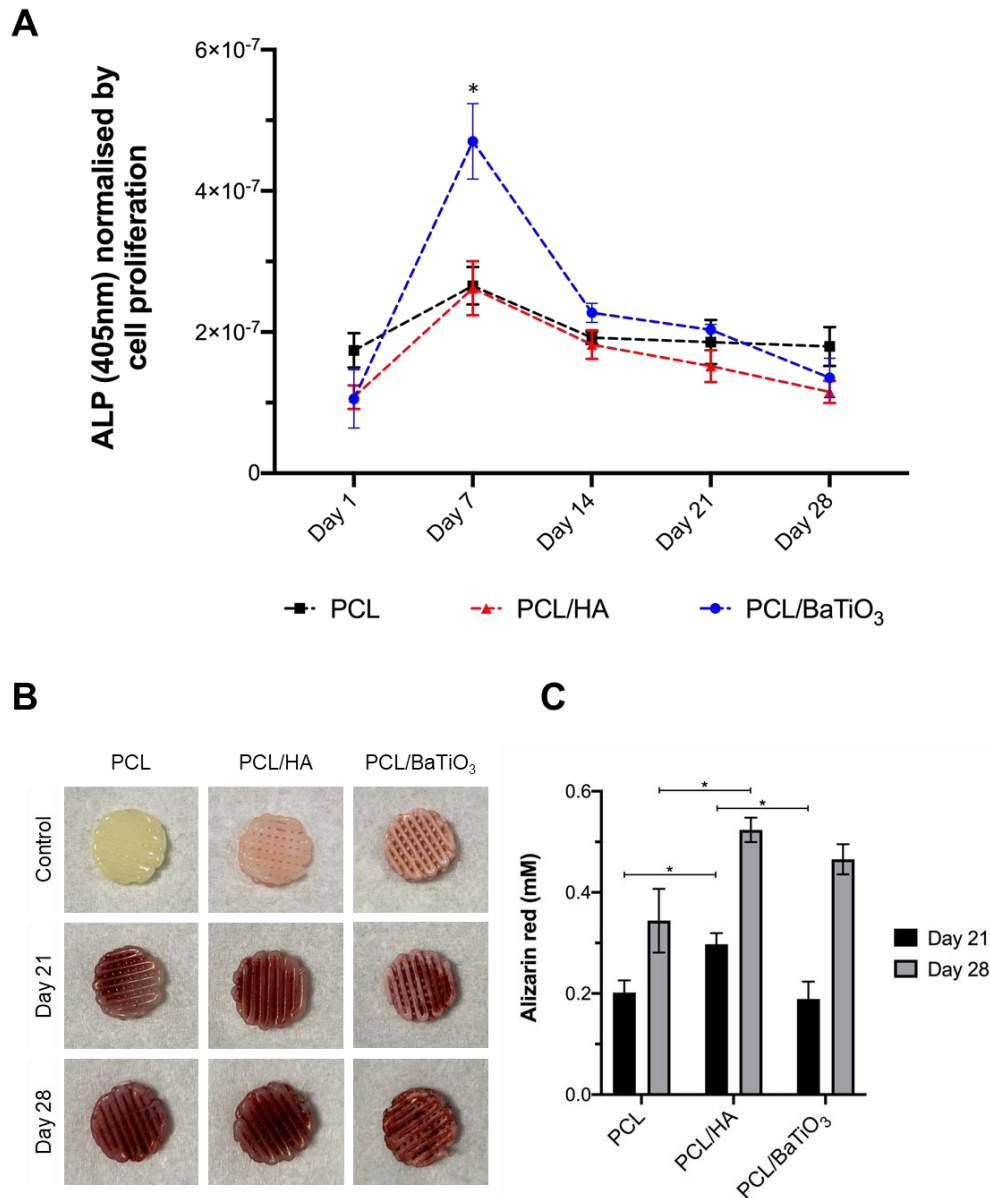 A
ALP (405nm) normalised by
cell proliferation
6×10⁻⁷
4×10⁻⁷
2×10⁻⁷
0
*
Day 1
Day 7
Day 14
Day 21
Day 28
PCL
PCL/HA
PCL/BaTiO₃
B
PCL
PCL/HA
PCL/BaTiO₃
Control
Day 21
Day 28
C
Alizarin red (mM)
0.6
0.4
0.2
0.0
*
*
*
PCL
PCL/HA
PCL/BaTiO₃
Day 21
Day 28